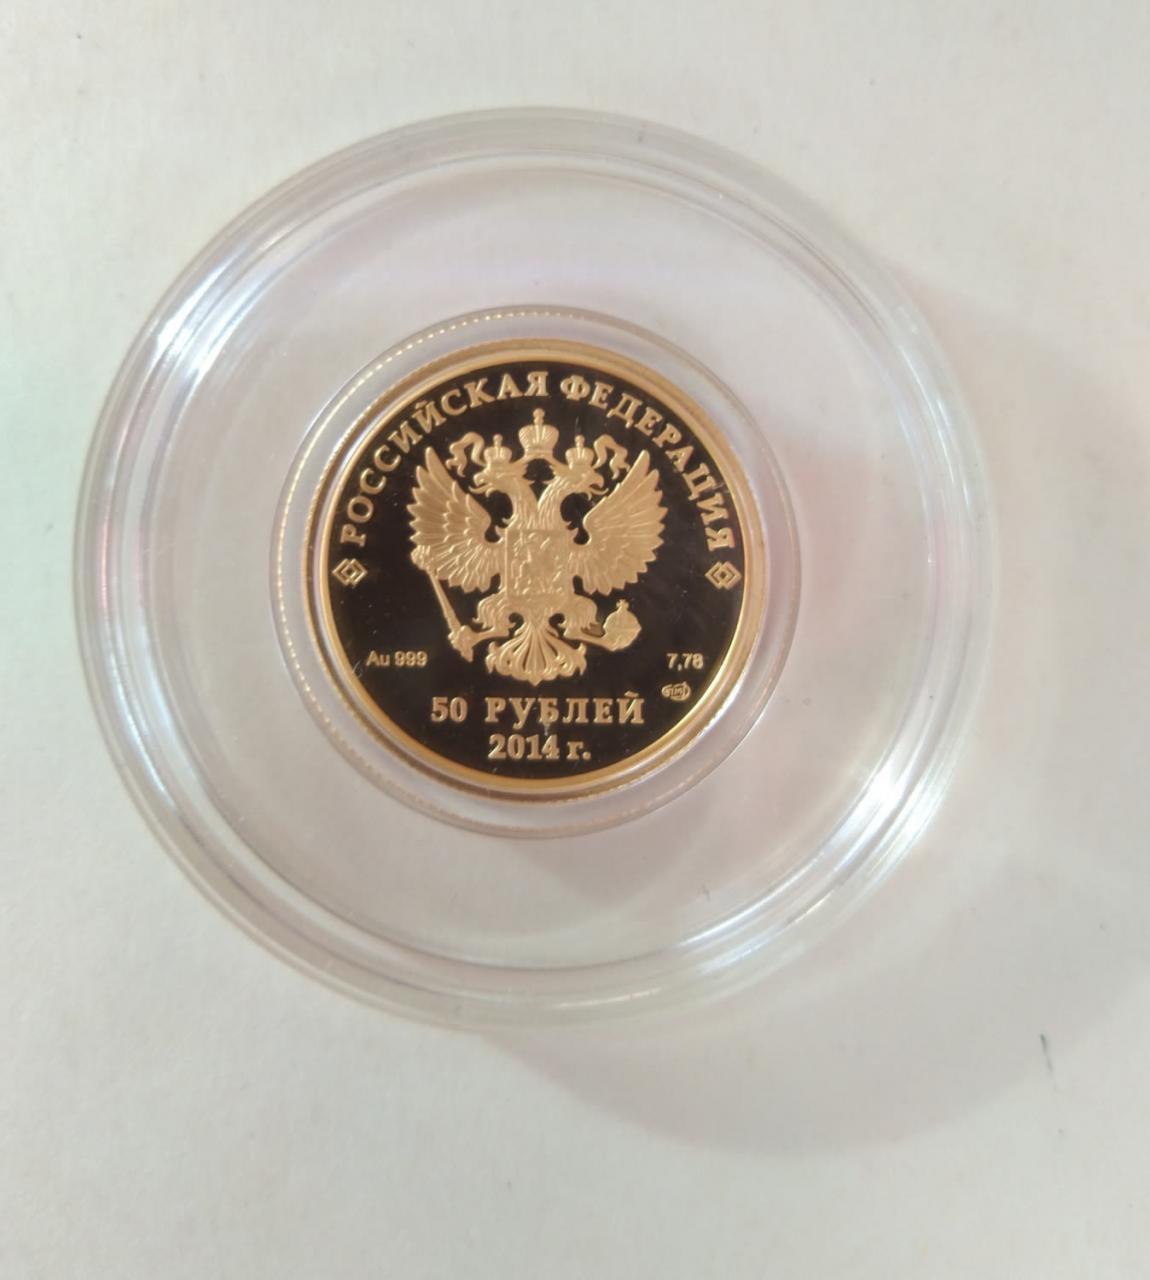 РОССИЙСКАЯ ФЕДЕРАЦИЯ
Au 999
7,78
50 РУБЛЕЙ
2014 г.